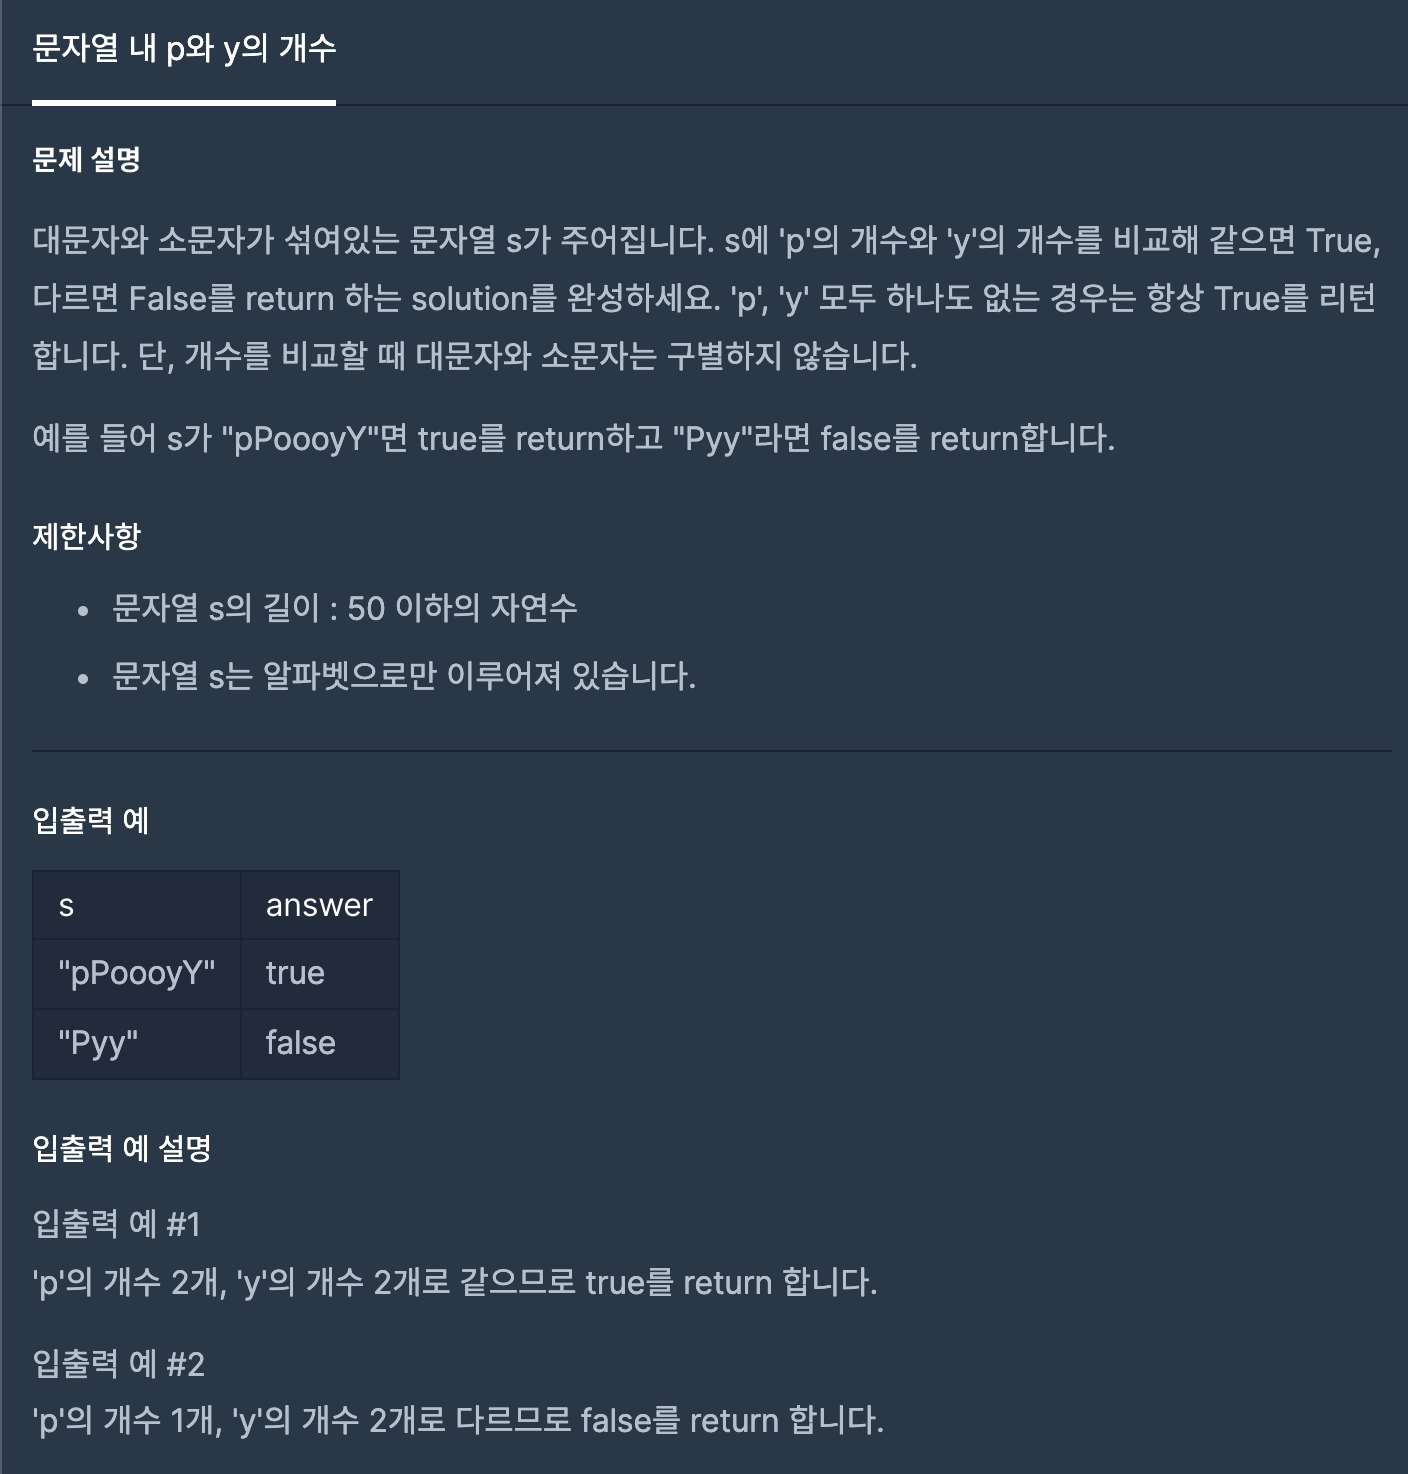 문자열 내 p와 y의 개수
문제 설명
대문자와 소문자가 섞여있는 문자열 s가 주어집니다. s에 'p'의 개수와 'y'의 개수를 비교해 같으면 True,
다르면 False를 return 하는 solution를 완성하세요. 'p', 'y' 모두 하나도 없는 경우는 항상 True를 리턴
합니다. 단, 개수를 비교할 때 대문자와 소문자는 구별하지 않습니다.
예를 들어 s가 "pPoooyY"면 true를 return하고 "Pyy"라면 false를 return합니다.
제한사항
• 문자열 s의 길이 : 50 이하의 자연수
• 문자열 s는 알파벳으로만 이루어져 있습니다.
입출력 예
s answer
"pPoooyY" true
"Pyy" false
입출력 예 설명
입출력 예 #1
'p'의 개수 2개, 'y'의 개수 2개로 같으므로 true를 return 합니다.
입출력 예 #2
'p'의 개수 1개, 'y'의 개수 2개로 다르므로 false를 return 합니다.